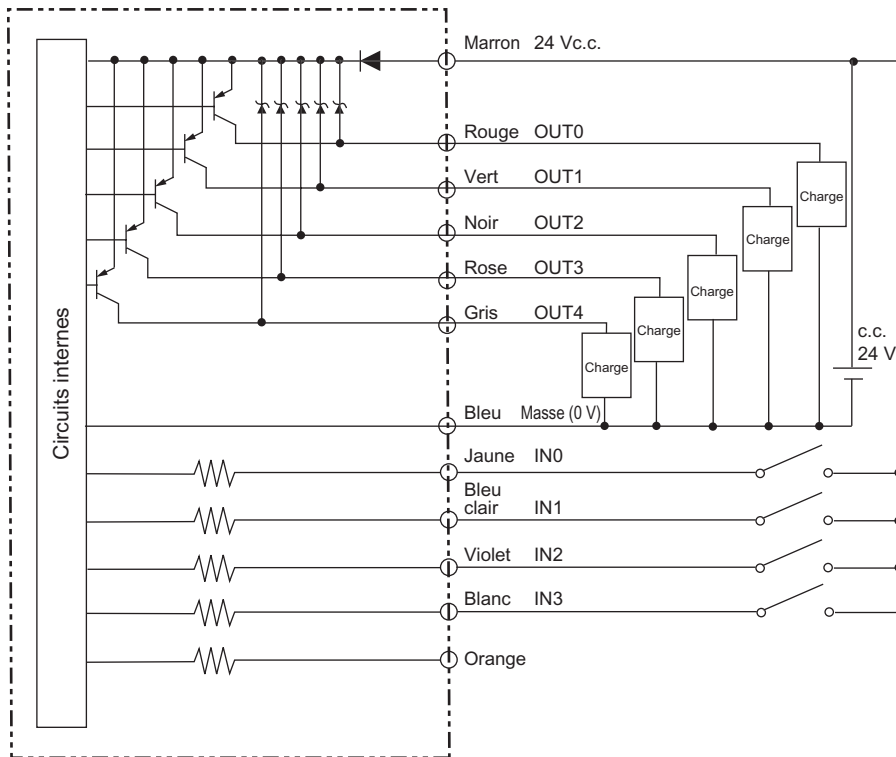 Marron 24 Vc.c.
Rouge OUT0
Vert OUT1
Noir OUT2
Rose OUT3
Gris OUT4
Charge
Charge
Charge
Charge
Charge
c.c.
24 V
Circuits internes
Bleu Masse (0 V)
Jaune IN0
Bleu
clair IN1
Violet IN2
Blanc IN3
Orange